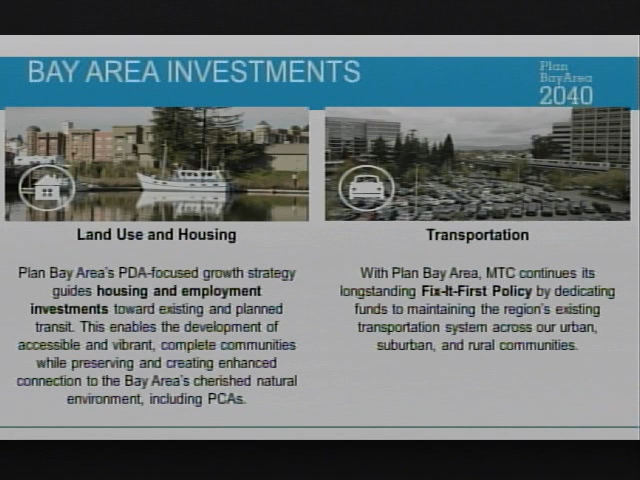 BAY AREA INVESTMENTS
Plan
BayArea
2040
Land Use and Housing
Plan Bay Area's PDA-focused growth strategy
guides housing and employment
investments toward existing and planned
transit. This enables the development of
accessible and vibrant, complete communities
while preserving and creating enhanced
connection to the Bay Area's cherished natural
environment, including PCAs.
Transportation
With Plan Bay Area, MTC continues its
longstanding Fix-It-First Policy by dedicating
funds to maintaining the region's existing
transportation system across our urban,
suburban, and rural communities.